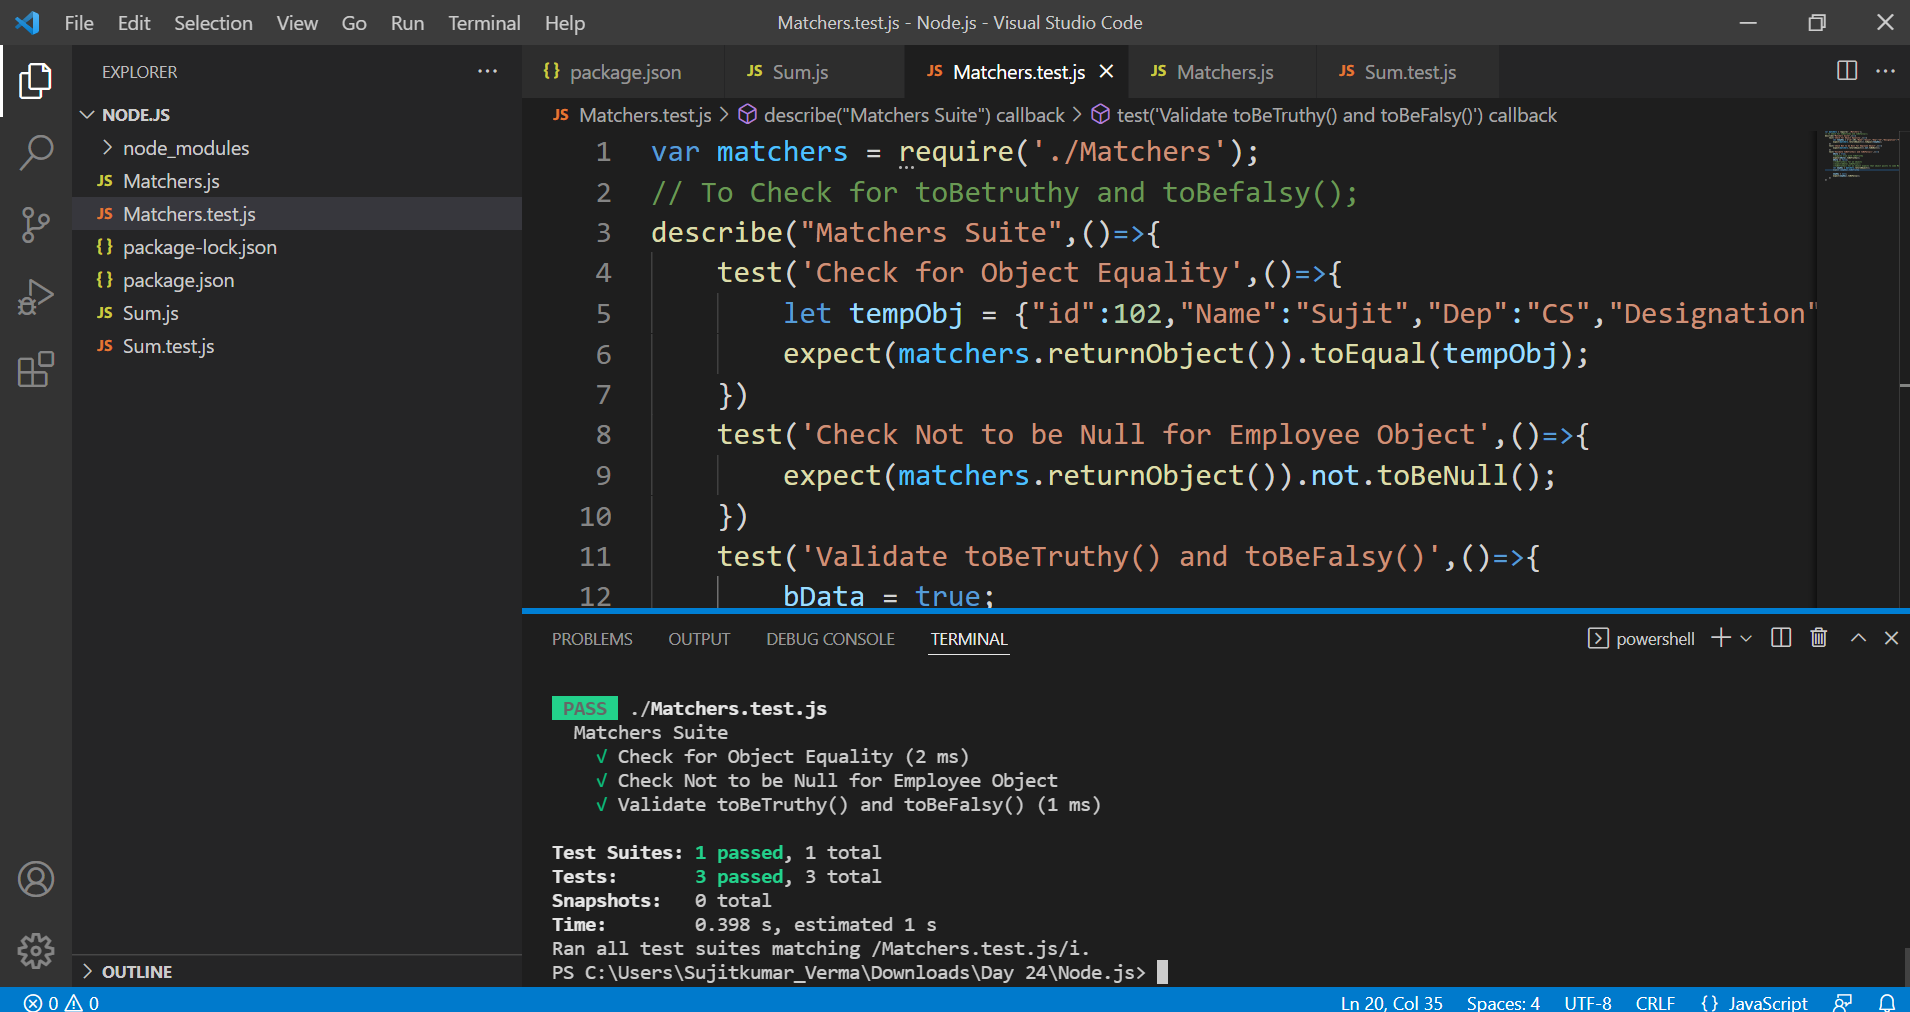 File Edit Selection View Go Run Terminal Help Matchers.test.js - Node.js - Visual Studio Code
EXPLORER
NODE.JS
node_modules
JS Matchers.js
JS Matchers.test.js
{} package-lock.json
{} package.json
JS Sum.js
JS Sum.test.js
OUTLINE
{} package.json JS Sum.js JS Matchers.test.js JS Matchers.js JS Sum.test.js
JS Matchers.test.js > describe("Matchers Suite") callback > test('Validate toBeTruthy() and toBeFalsy()') callback
1 var matchers = require('./Matchers');
2 // To Check for toBetruthy and toBefalsy();
3 describe("Matchers Suite",()=>{
4 test('Check for Object Equality',()=>{
5 let tempObj = {"id":102,"Name":"Sujit","Dep":"CS","Designation"
6 expect(matchers.returnObject()).toEqual(tempObj);
7 })
8 test('Check Not to be Null for Employee Object',()=>{
9 expect(matchers.returnObject()).not.toBeNull();
10 })
11 test('Validate toBeTruthy() and toBeFalsy()',()=>{
12 bData = true;
PROBLEMS OUTPUT DEBUG CONSOLE TERMINAL powershell
PASS ./Matchers.test.js
Matchers Suite
√ Check for Object Equality (2 ms)
√ Check Not to be Null for Employee Object
√ Validate toBeTruthy() and toBeFalsy() (1 ms)
Test Suites: 1 passed, 1 total
Tests: 3 passed, 3 total
Snapshots: 0 total
Time: 0.398 s, estimated 1 s
Ran all test suites matching /Matchers.test.js/i.
PS C:\Users\Sujitkumar_Verma\Downloads\Day 24\Node.js>
0 0 Ln 20, Col 35 Spaces: 4 UTF-8 CRLF {} JavaScript